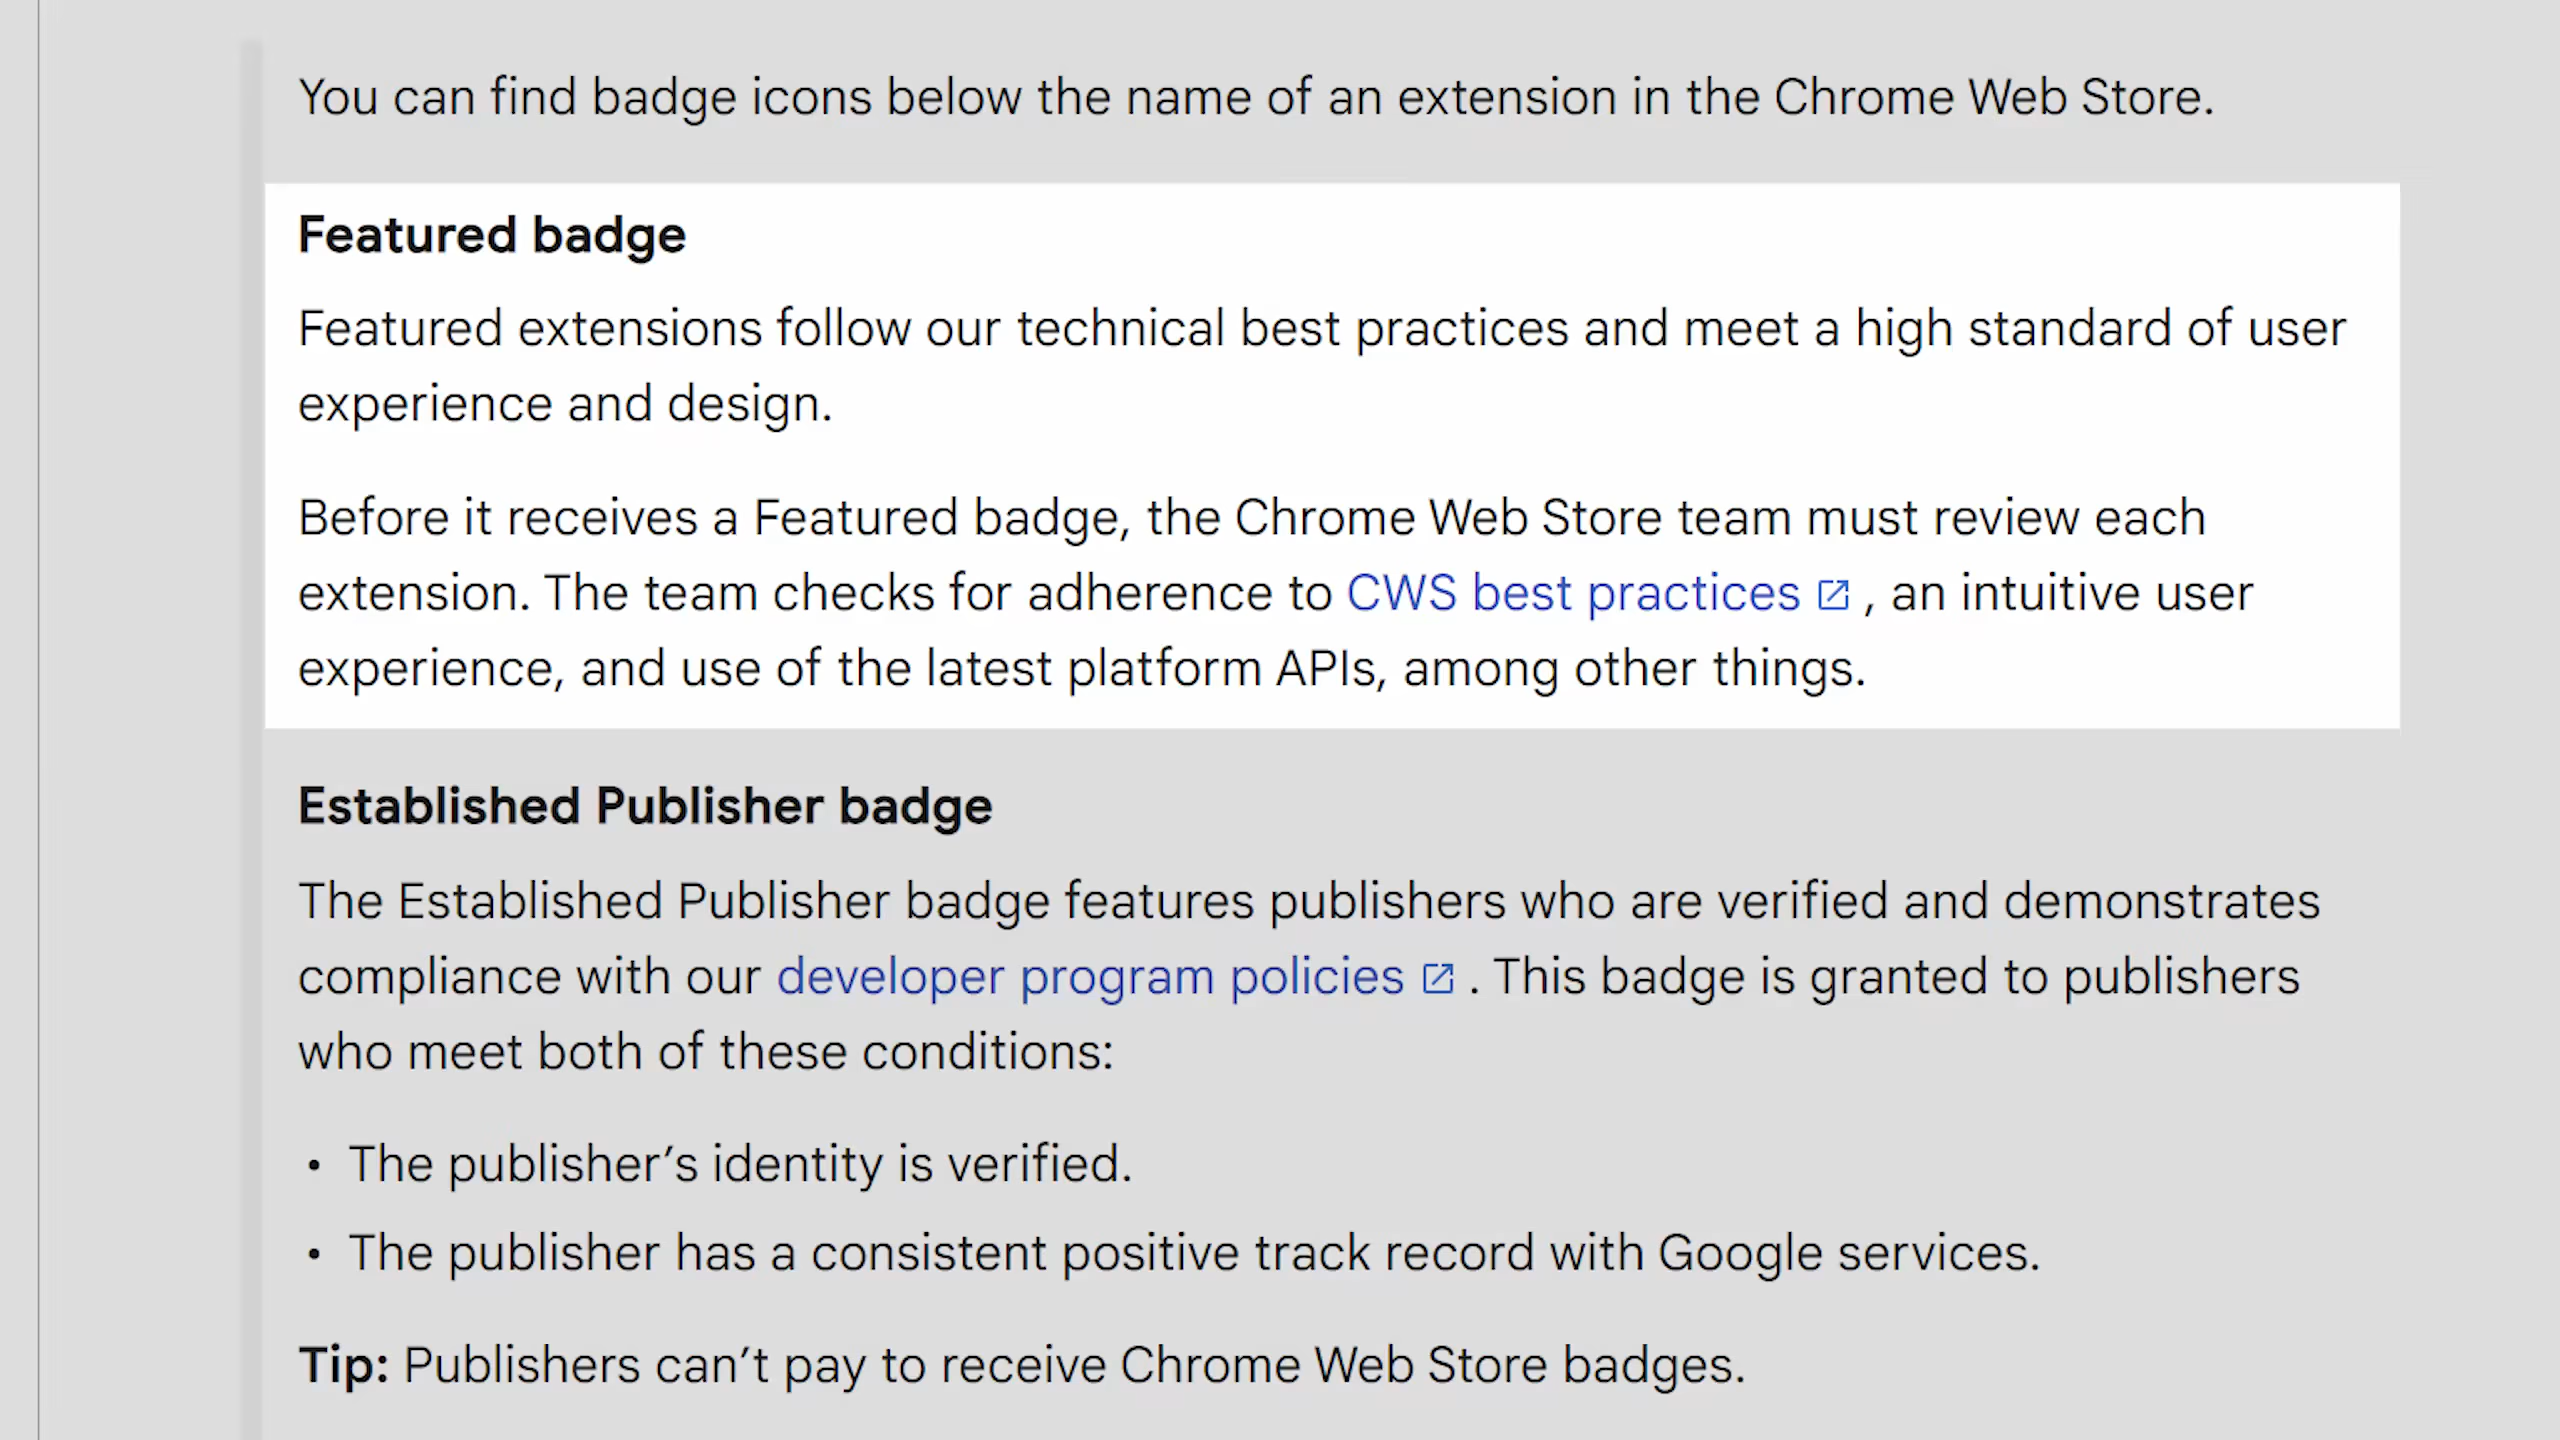 You can find badge icons below the name of an extension in the Chrome Web Store.
Featured badge
Featured extensions follow our technical best practices and meet a high standard of user
experience and design.
Before it receives a Featured badge, the Chrome Web Store team must review each
extension. The team checks for adherence to CWS best practices , an intuitive user
experience, and use of the latest platform APIs, among other things.
Established Publisher badge
The Established Publisher badge features publishers who are verified and demonstrates
compliance with our developer program policies . This badge is granted to publishers
who meet both of these conditions:
• The publisher’s identity is verified.
• The publisher has a consistent positive track record with Google services.
Tip: Publishers can’t pay to receive Chrome Web Store badges.